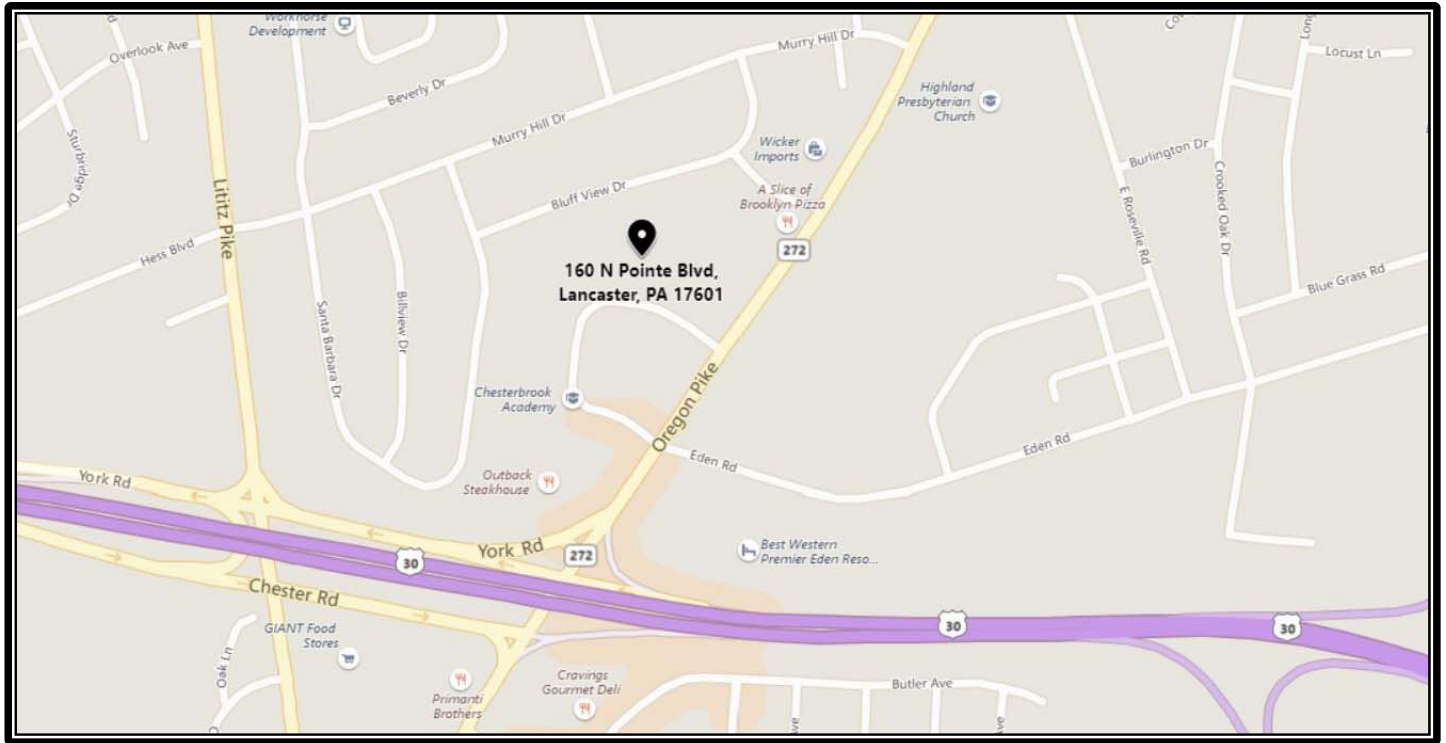 Workhorse
Development
Overlook Ave
Murry Hill Dr
Locust Ln
Beverly Dr
Highland
Presbyterian
Church
Murry Hill Dr
Wicker
Imports
Sturbridge Dr
Burlington Dr
Crooked Oak Dr
E Roseville Rd
Lititz Pike
Bluff View Dr
A Slice of
Brooklyn Pizza
Hess Blvd
272
160 N Pointe Blvd,
Lancaster, PA 17601
Blue Grass Rd
Santa Barbara Dr
Billview Dr
Chesterbrook
Academy
Oregon Pike
Eden Rd
Eden Rd
York Rd
Outback
Steakhouse
York Rd
272
Best Western
Premier Eden Reso...
30
Chester Rd
30
30
GIANT Food
Stores
Oak Ln
Primanti
Brothers
Cravings
Gourmet Deli
Butler Ave